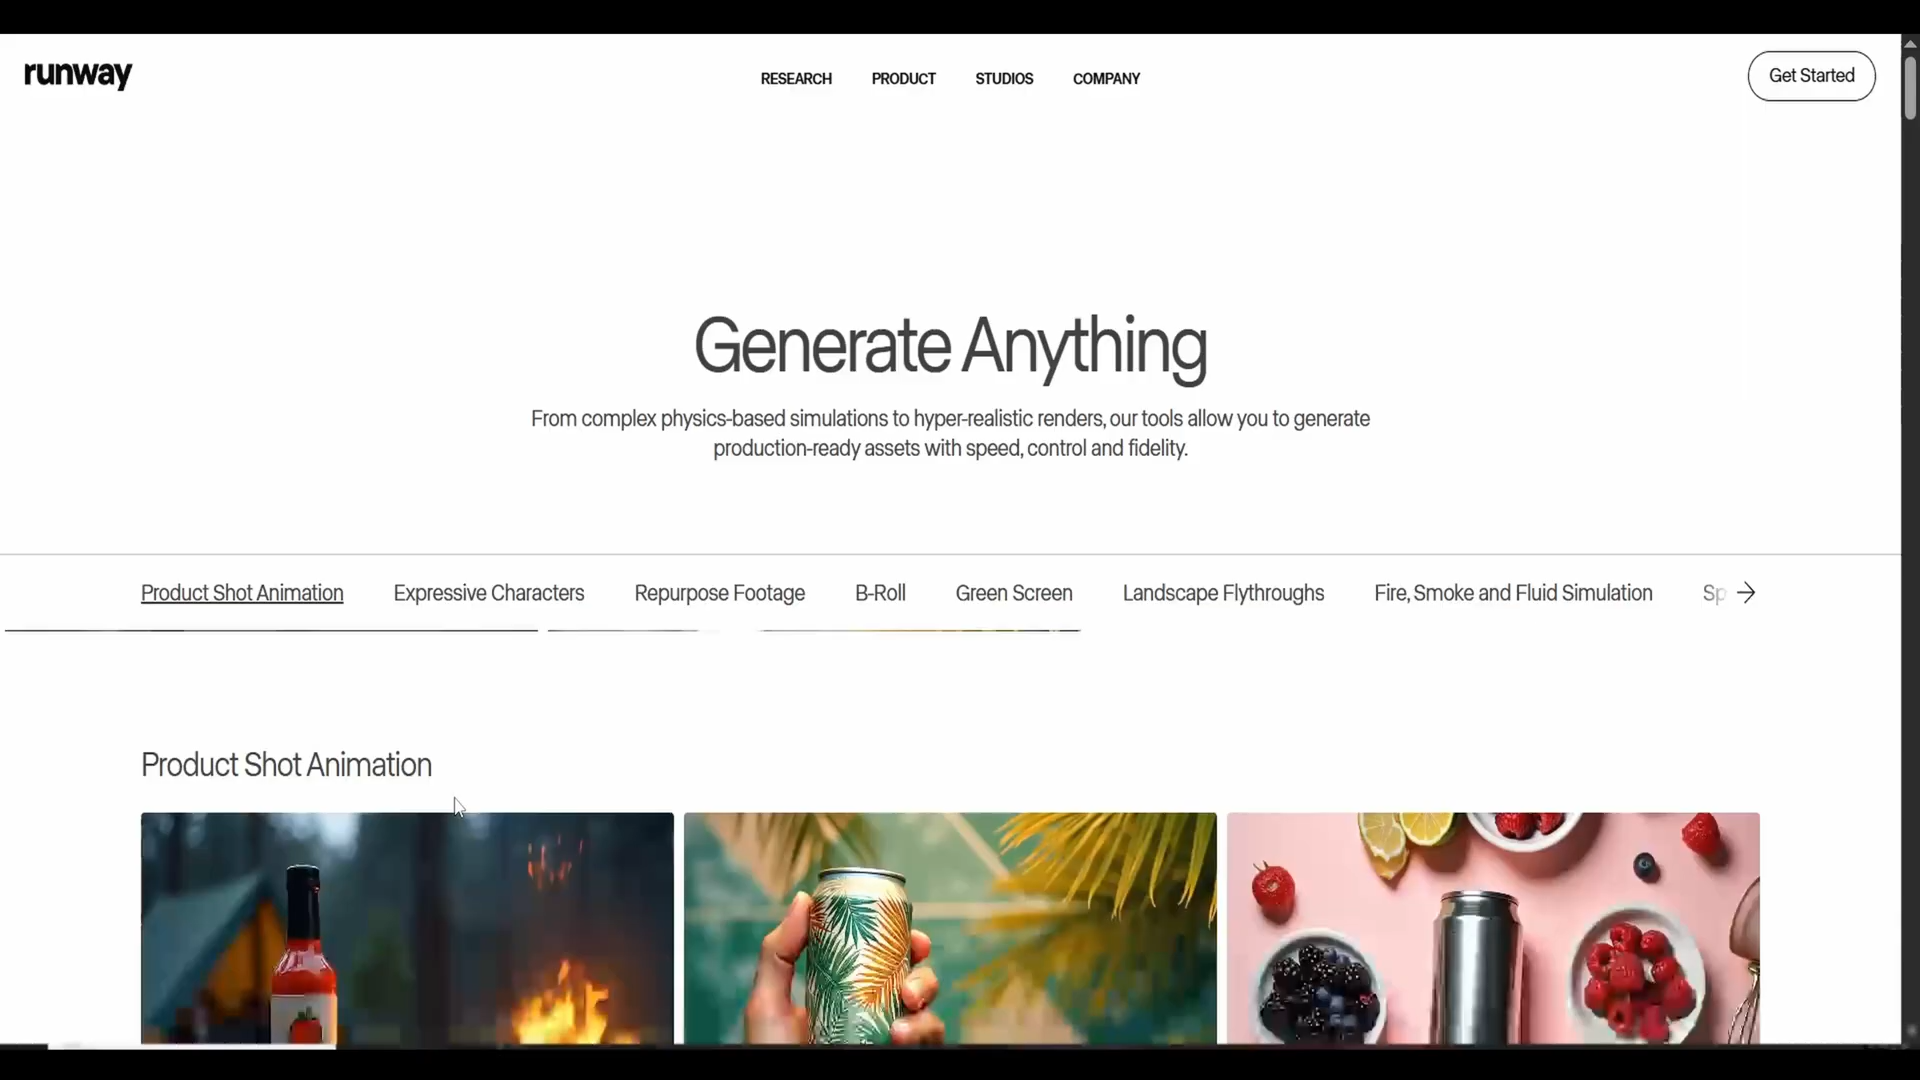 runway
RESEARCH
PRODUCT
STUDIOS
COMPANY
Get Started
Generate Anything
From complex physics-based simulations to hyper-realistic renders, our tools allow you to generate
production-ready assets with speed, control and fidelity.
Product Shot Animation
Expressive Characters
Repurpose Footage
B-Roll
Green Screen
Landscape Flythroughs
Fire, Smoke and Fluid Simulation
Product Shot Animation